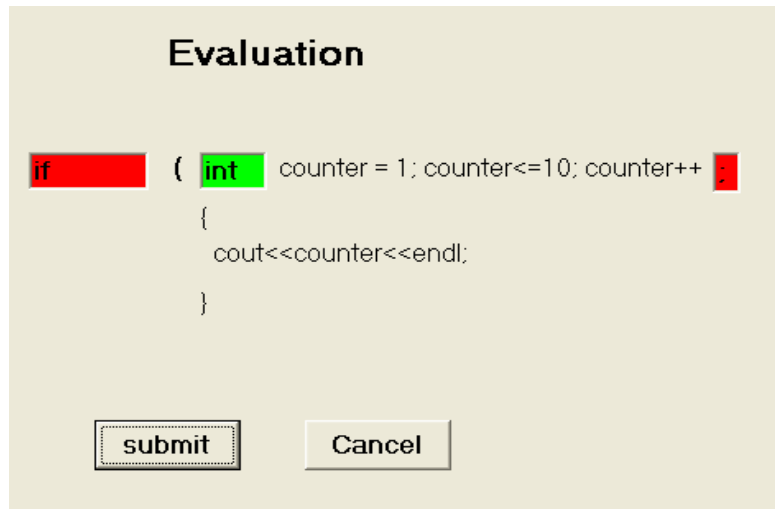 Evaluation
if ( int counter = 1; counter<=10; counter++ ;
{
cout<<counter<<endl;
}
submit Cancel